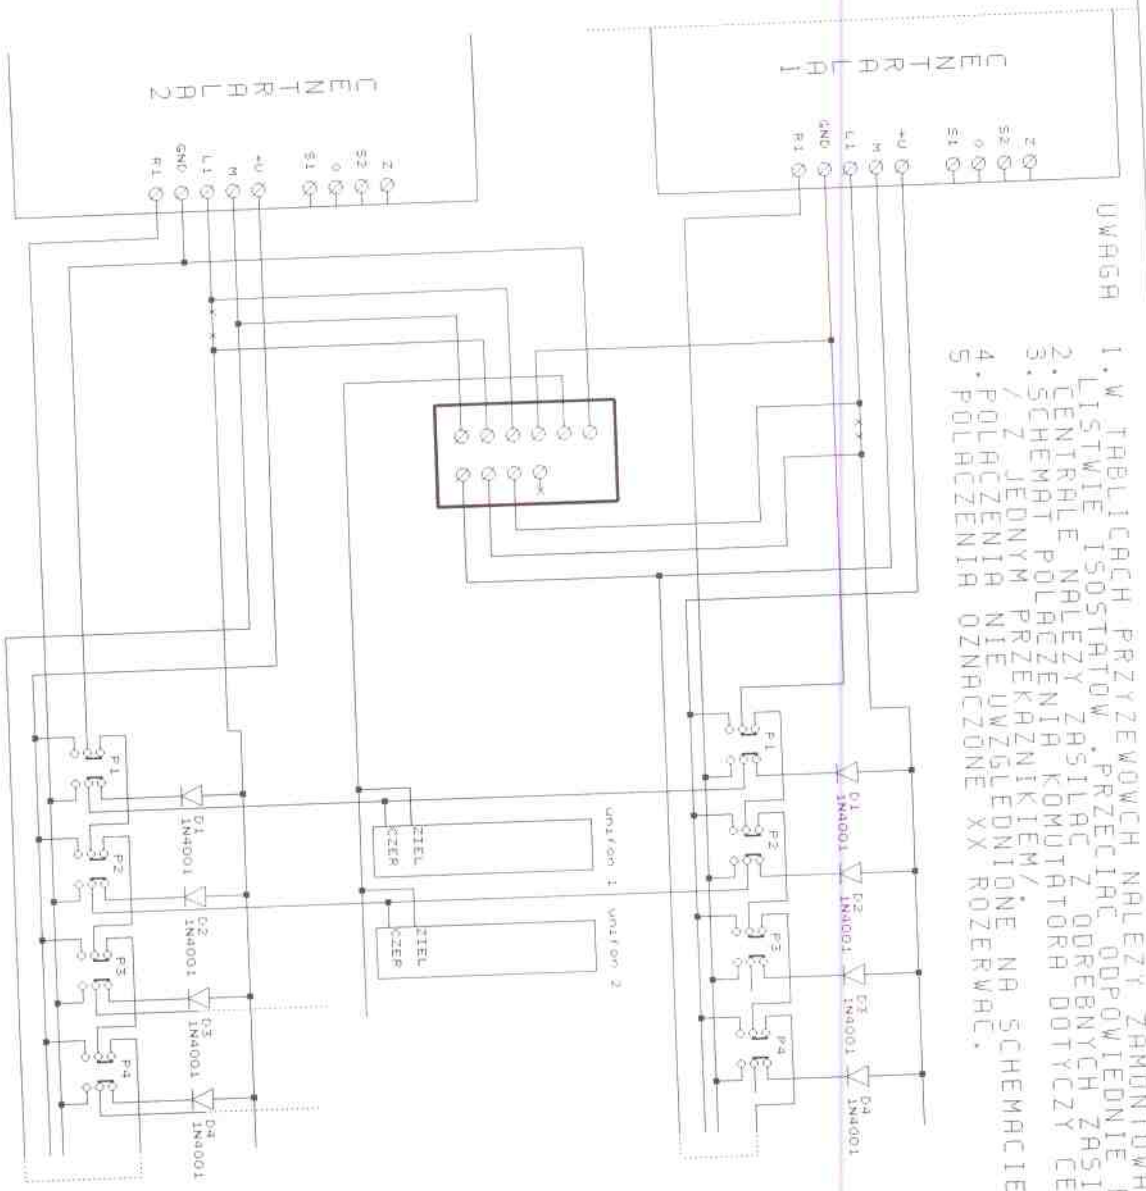 CENTRALA
1
Z
S2
O
S1
+U
M
L1
GND
R1
CENTRALA
2
Z
S2
O
S1
+U
M
L1
GND
R1
UWAGA
1.W TABLICACH PRZYZEWOWCH NALEZY
LISTWIE ISOSTATOW.PRZECIAC ODPOWIEDNIE
2.CENTRALE NALEZY ZASILAC Z ODREBNYCH
3.SCHEMAT POLACZENIA KOMUTATORA DOTYCZY
/ Z JEDNYM PRZEKAZNIKIEM/.
4.POLACZENIA NIE UWZGLEDNIONE NA SCHEMACIE
5 POLACZENIA OZNACZONE XX ROZERWAC.
x x
x x
x
P1
D1
1N4001
P2
D2
1N4001
P3
D3
1N4001
P4
D4
1N4001
unifon 1
ZIEL
CZER
unifon 2
ZIEL
CZER
P1
D1
1N4001
P2
D2
1N4001
P3
D3
1N4001
P4
D4
1N4001